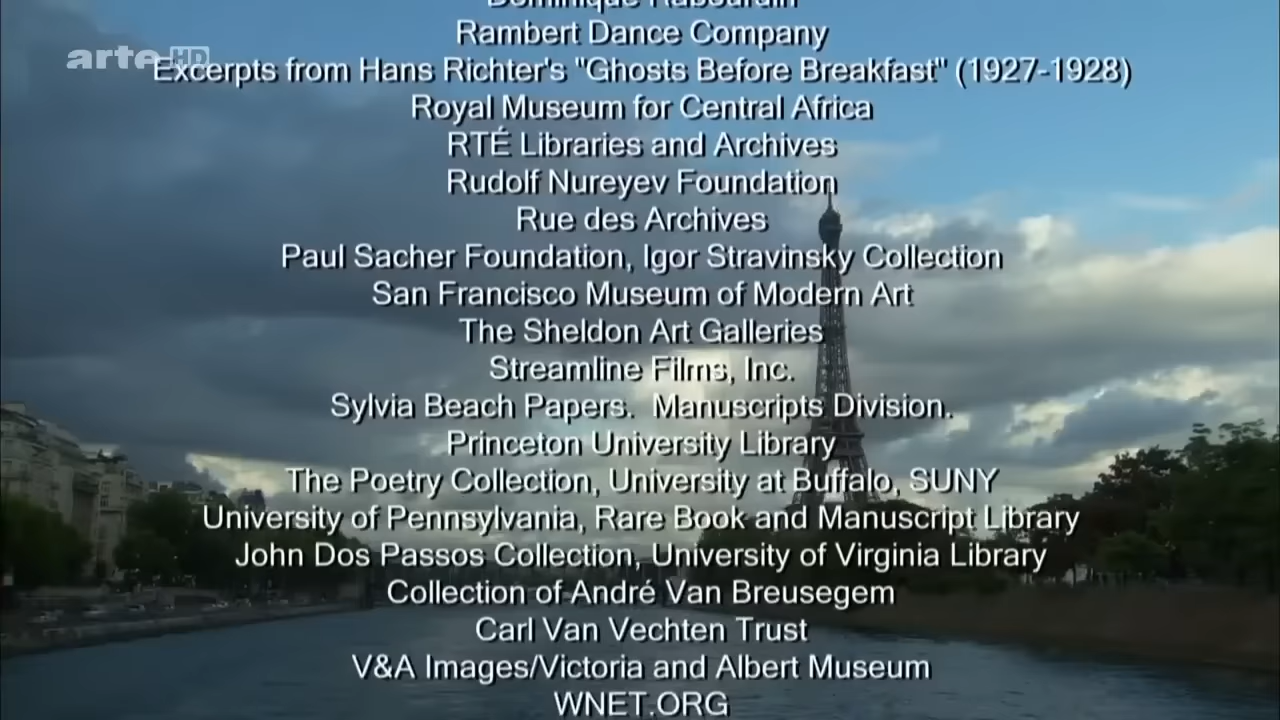 Dominique Rabourdin
Rambert Dance Company
arte HD
Excerpts from Hans Richter's "Ghosts Before Breakfast" (1927-1928)
Royal Museum for Central Africa
RTÉ Libraries and Archives
Rudolf Nureyev Foundation
Rue des Archives
Paul Sacher Foundation, Igor Stravinsky Collection
San Francisco Museum of Modern Art
The Sheldon Art Galleries
Streamline Films, Inc.
Sylvia Beach Papers.  Manuscripts Division.
Princeton University Library
The Poetry Collection, University at Buffalo, SUNY
University of Pennsylvania, Rare Book and Manuscript Library
John Dos Passos Collection, University of Virginia Library
Collection of André Van Breusegem
Carl Van Vechten Trust
V&A Images/Victoria and Albert Museum
WNET.ORG